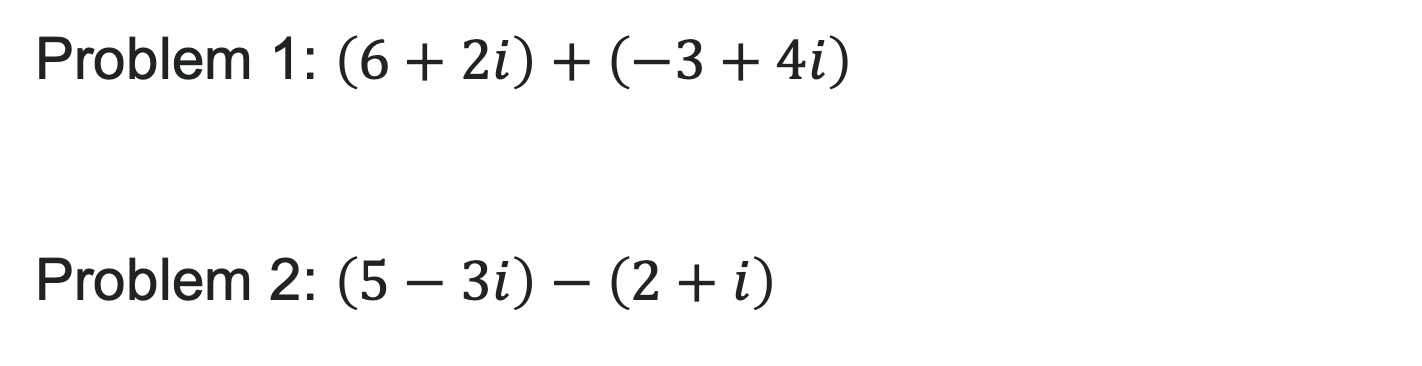 Problem 1: (6 + 2i) + (−3 + 4i)
Problem 2: (5 − 3i) − (2 + i)